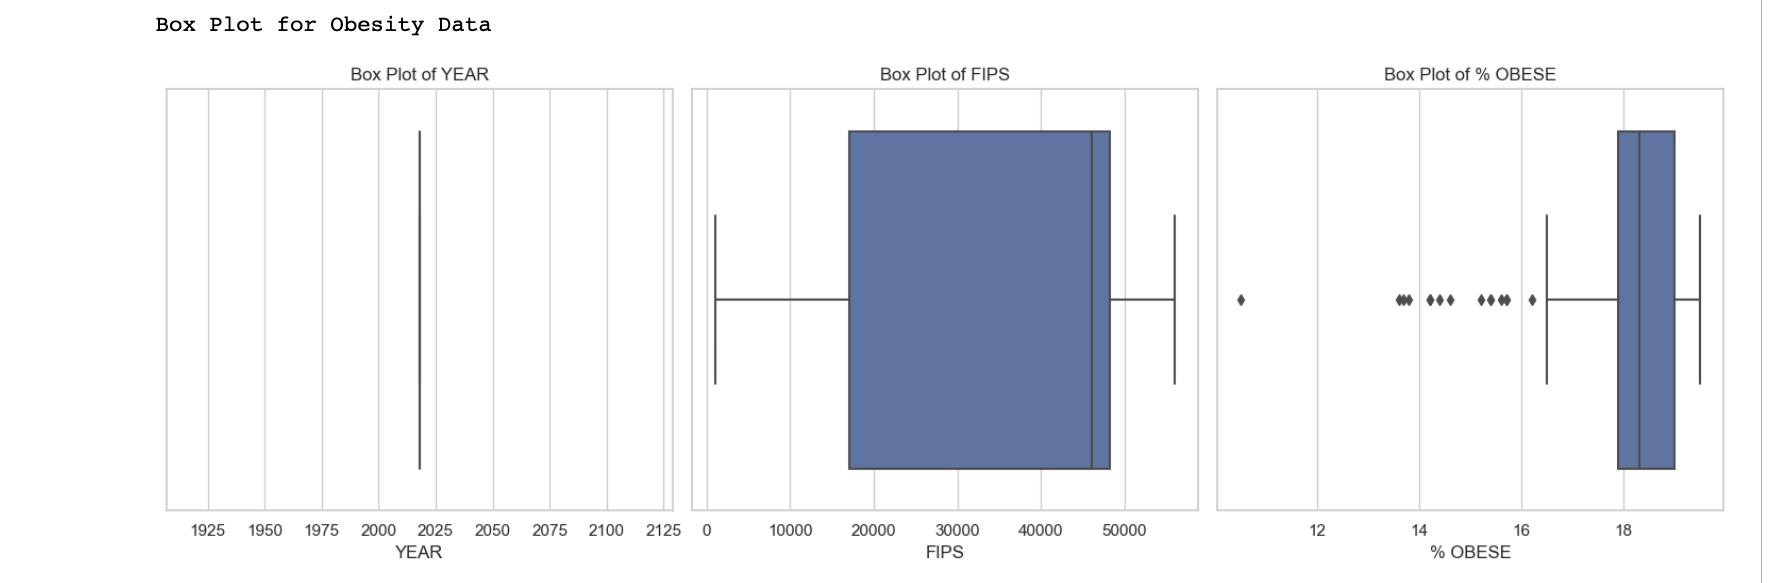 Box Plot for Obesity Data
Box Plot of YEAR
1925 1950 1975 2000 2025 2050 2075 2100 2125
YEAR
Box Plot of FIPS
0 10000 20000 30000 40000 50000
FIPS
Box Plot of % OBESE
12 14 16 18
% OBESE